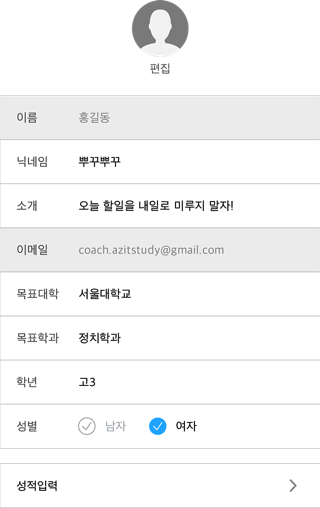 편집
이름 홍길동
닉네임 뿌꾸뿌꾸
소개 오늘 할일을 내일로 미루지 말자!
이메일 coach.azitstudy@gmail.com
목표대학 서울대학교
목표학과 정치학과
학년 고3
성별 남자 여자
성적입력